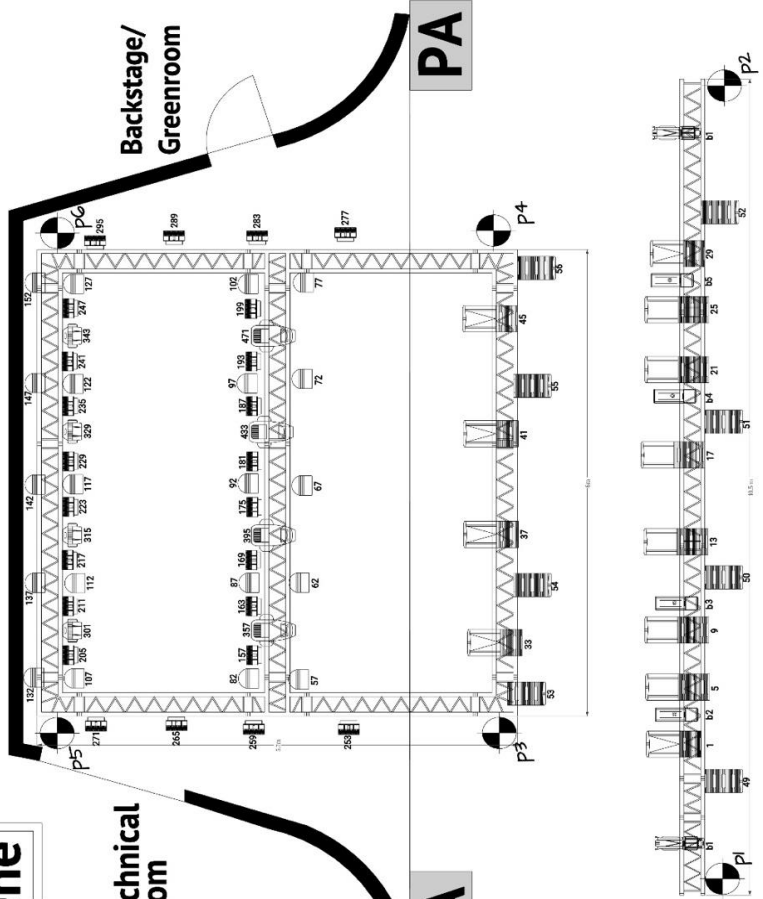 ne
Backstage/
Greenroom
PA
chnical
om
A
132 137 142 147 152
271 107 205 301 211 112 217 315 223 117 229 329 235 122 241 343 247 127 295
p5 p6
265 289
259 82 157 357 163 87 169 395 175 92 181 433 187 97 193 471 199 102 283
253 57 62 67 72 77 277
p3 33 37 41 45 p4
53 54 55 56
p1 b1 1 b2 5 9 b3 13 17 b4 21 25 b5 29 b1 p2
49 50 51 52
10.5 m